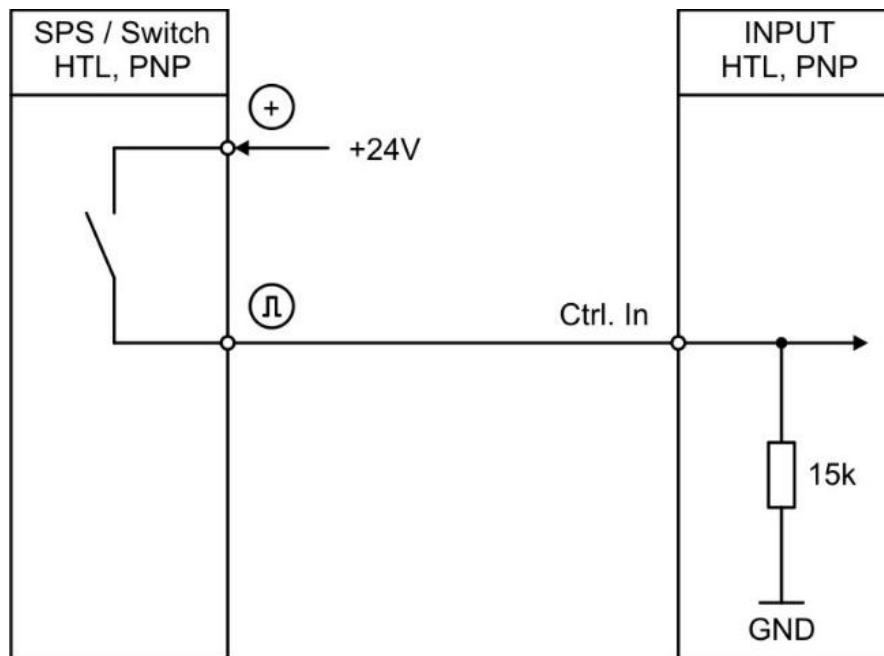 SPS / Switch
HTL, PNP
INPUT
HTL, PNP
+
+24V
Ctrl. In
15k
GND